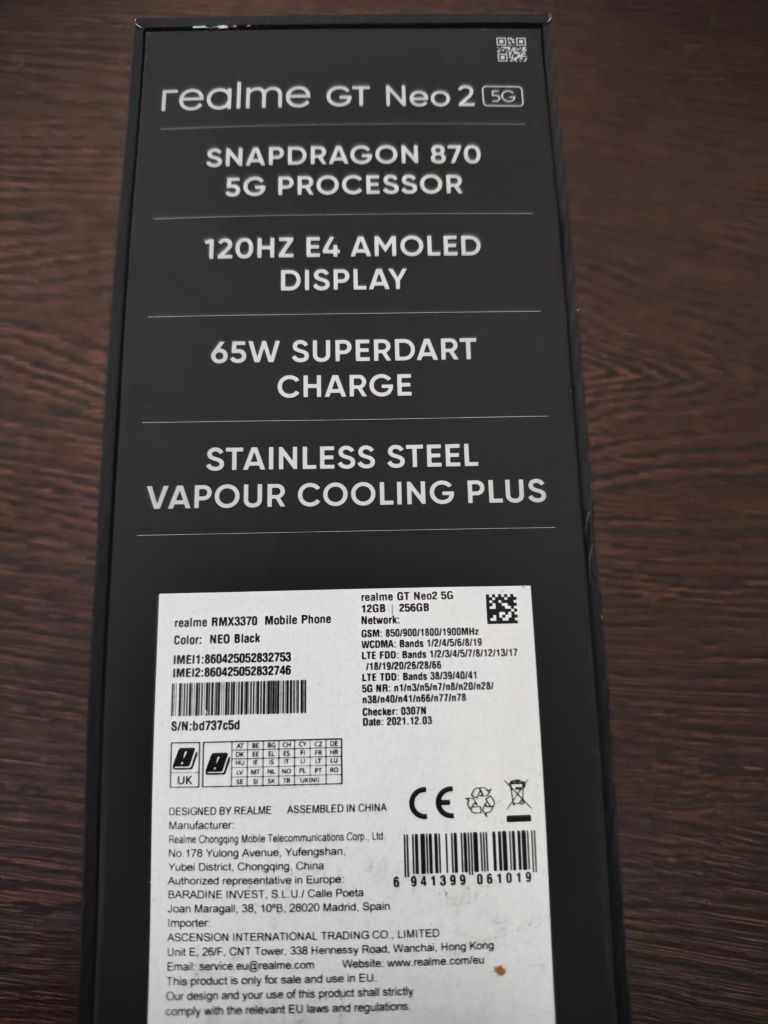 realme GT Neo 2 5G
SNAPDRAGON 870
5G PROCESSOR
120HZ E4 AMOLED
DISPLAY
65W SUPERDART
CHARGE
STAINLESS STEEL
VAPOUR COOLING PLUS
realme RMX3370 Mobile Phone
Color: NEO Black
IMEI1:860425052832753
IMEI2:860425052832746
S/N:bd737c5d
realme GT Neo2 5G
12GB | 256GB
Network:
GSM: 850/900/1800/1900MHz
WCDMA: Bands 1/2/4/5/6/8/19
LTE FDD: Bands 1/2/3/4/5/7/8/12/13/17
/18/19/20/26/28/66
LTE TDD: Bands 38/39/40/41
5G NR: n1/n3/n5/n7/n8/n20/n28/
n38/n40/n41/n66/n77/n78
Checker: 0307N
Date: 2021.12.03
UK
AT BE BG CH CY CZ DE
DK EE EL ES FI FR HR
HU IE IS IT LI LT LU
LV MT NL NO PL PT RO
SE SI SK TR UK(NI)
DESIGNED BY REALME ASSEMBLED IN CHINA
Manufacturer:
Realme Chongqing Mobile Telecommunications Corp., Ltd.
No.178 Yulong Avenue, Yufengshan,
Yubei District, Chongqing, China
Authorized representative in Europe:
BARADINE INVEST, S.L.U./ Calle Poeta
Joan Maragall, 38, 10ºB, 28020 Madrid, Spain
Importer:
ASCENSION INTERNATIONAL TRADING CO., LIMITED
Unit E, 26/F, CNT Tower, 338 Hennessy Road, Wanchai, Hong Kong
Email: service.eu@realme.com Website: www.realme.com/eu
This product is only for sale and use in EU.
Our design and your use of this product shall strictly
comply with the relevant EU laws and regulations.
CE
6 941399 061019